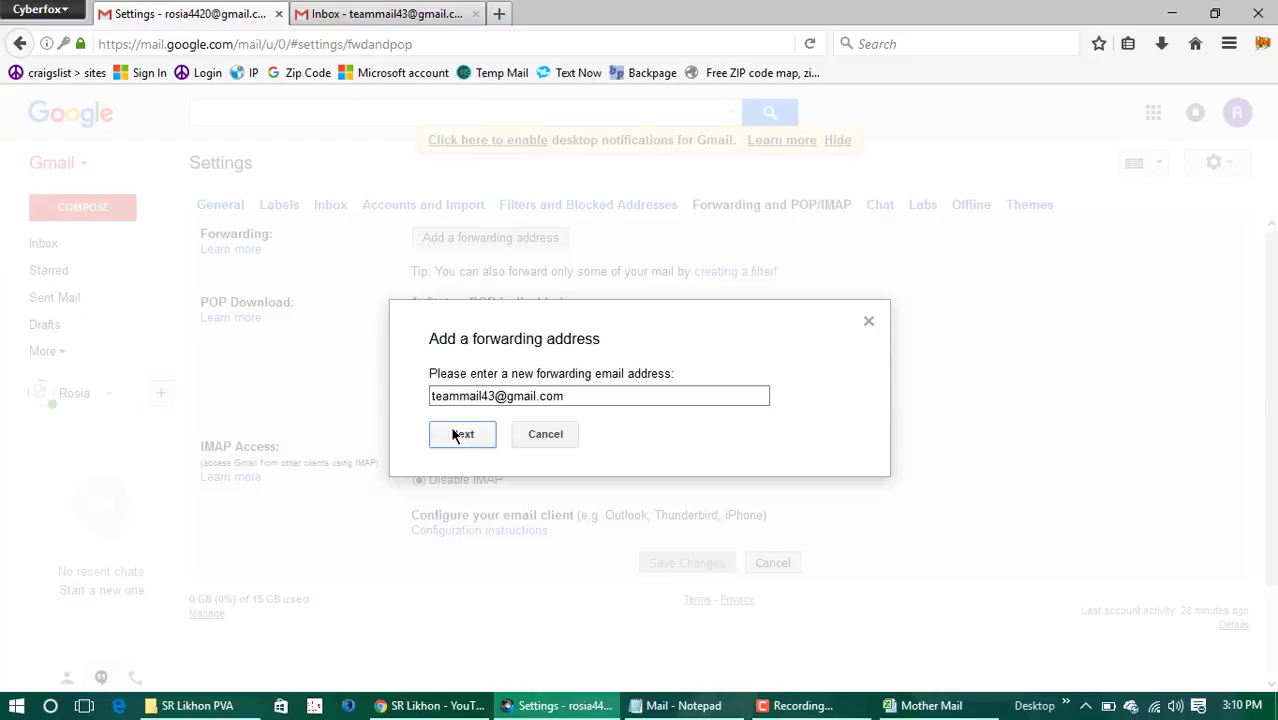 Cyberfox
Settings - rosia4420@gmail.c...
Inbox - teammail43@gmail.c...
https://mail.google.com/mail/u/0/#settings/fwdandpop
Search
craigslist > sites
Sign In
Login
IP
Zip Code
Microsoft account
Temp Mail
Text Now
Backpage
Free ZIP code map, zi...
Google
R
Click here to enable desktop notifications for Gmail. Learn more Hide
Gmail
Settings
COMPOSE
General Labels Inbox Accounts and Import Filters and Blocked Addresses Forwarding and POP/IMAP Chat Labs Offline Themes
Inbox
Starred
Sent Mail
Drafts
More
Rosia
Forwarding:
Learn more
Add a forwarding address
Tip: You can also forward only some of your mail by creating a filter!
POP Download:
Learn more
Add a forwarding address
Please enter a new forwarding email address:
teammail43@gmail.com
Cancel
IMAP Access:
(access Gmail from other clients using IMAP)
Learn more
Disable IMAP
Configure your email client (e.g. Outlook, Thunderbird, iPhone)
Configuration instructions
Save Changes
Cancel
No recent chats
Start a new one
0 GB (0%) of 15 GB used
Manage
Terms - Privacy
Last account activity: 28 minutes ago
Details
SR Likhon PVA
SR Likhon - YouT...
Settings - rosia44...
Mail - Notepad
Recording...
Mother Mail
Desktop
3:10 PM